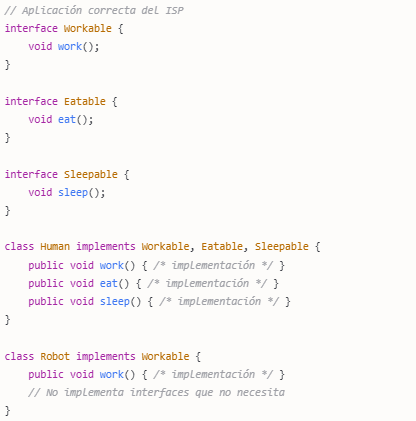 // Aplicación correcta del ISP
interface Workable {
    void work();
}

interface Eatable {
    void eat();
}

interface Sleepable {
    void sleep();
}

class Human implements Workable, Eatable, Sleepable {
    public void work() { /* implementación */ }
    public void eat() { /* implementación */ }
    public void sleep() { /* implementación */ }
}

class Robot implements Workable {
    public void work() { /* implementación */ }
    // No implementa interfaces que no necesita
}